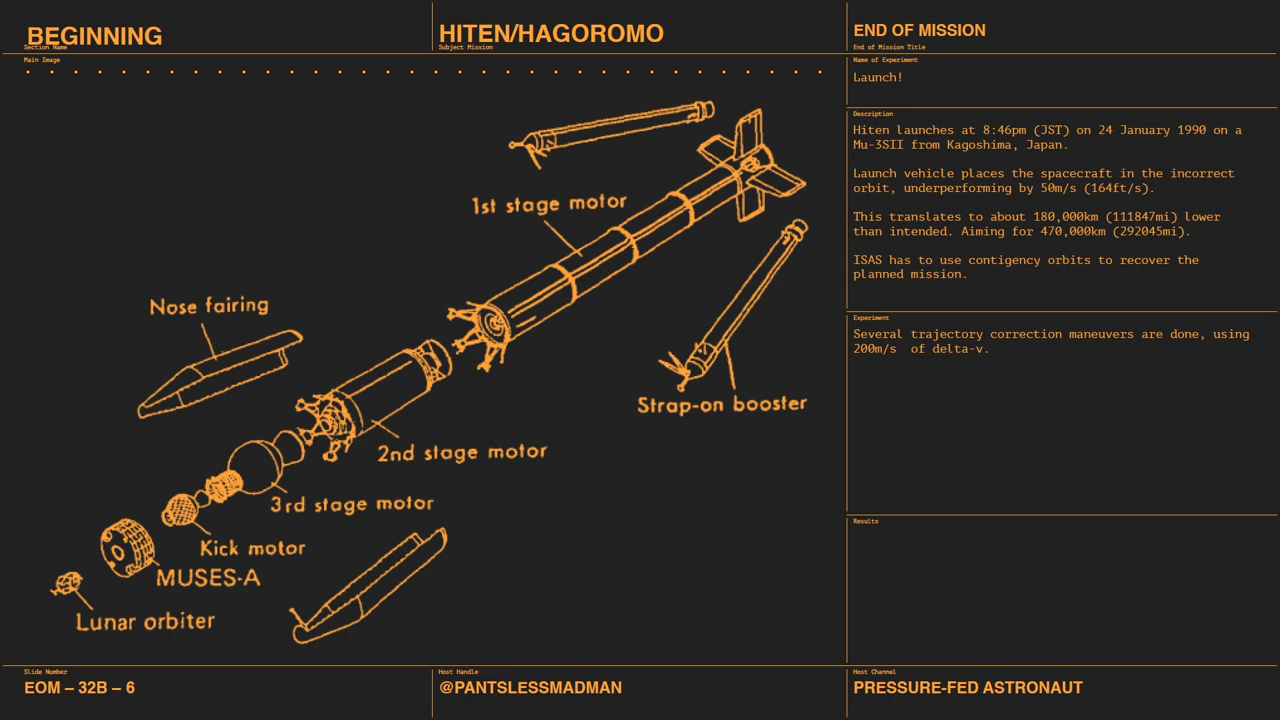 BEGINNING
Section Name
HITEN/HAGOROMO
Subject Mission
END OF MISSION
End of Mission Title
Main Image
Name of Experiment
Launch!
Description
Hiten launches at 8:46pm (JST) on 24 January 1990 on a
Mu-3SII from Kagoshima, Japan.
Launch vehicle places the spacecraft in the incorrect
orbit, underperforming by 50m/s (164ft/s).
This translates to about 180,000km (111847mi) lower
than intended. Aiming for 470,000km (292045mi).
ISAS has to use contigency orbits to recover the
planned mission.
Experiment
Several trajectory correction maneuvers are done, using
200m/s  of delta-v.
Results
1st stage motor
Nose fairing
Strap-on booster
2nd stage motor
3rd stage motor
Kick motor
MUSES-A
Lunar orbiter
Slide Number
EOM – 32B – 6
Host Handle
@PANTSLESSMADMAN
Host Channel
PRESSURE-FED ASTRONAUT